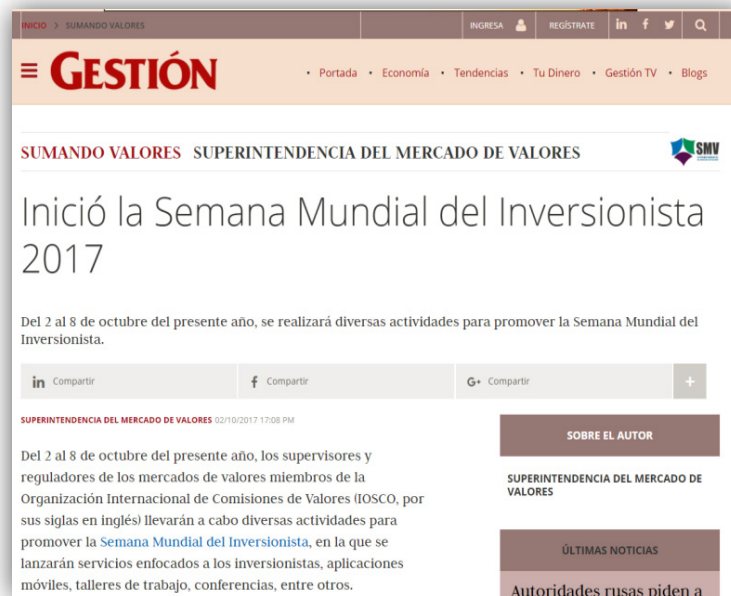 INICIO > SUMANDO VALORES
INGRESA
REGÍSTRATE
in f
≡ GESTIÓN
• Portada • Economía • Tendencias • Tu Dinero • Gestión TV • Blogs
SUMANDO VALORES SUPERINTENDENCIA DEL MERCADO DE VALORES
SMV
Inició la Semana Mundial del Inversionista
2017
Del 2 al 8 de octubre del presente año, se realizará diversas actividades para promover la Semana Mundial del
Inversionista.
in Compartir
f Compartir
G+ Compartir
+
SUPERINTENDENCIA DEL MERCADO DE VALORES 02/10/2017 17:08 PM
Del 2 al 8 de octubre del presente año, los supervisores y
reguladores de los mercados de valores miembros de la
Organización Internacional de Comisiones de Valores (IOSCO, por
sus siglas en inglés) llevarán a cabo diversas actividades para
promover la Semana Mundial del Inversionista, en la que se
lanzarán servicios enfocados a los inversionistas, aplicaciones
móviles, talleres de trabajo, conferencias, entre otros.
SOBRE EL AUTOR
SUPERINTENDENCIA DEL MERCADO DE
VALORES
ÚLTIMAS NOTICIAS
Autoridades rusas piden a